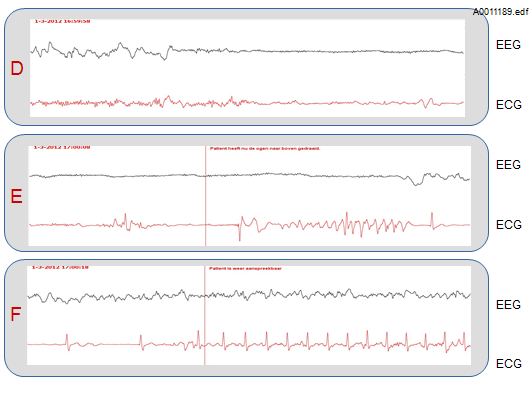 A0011189.edf
1-3-2012 16:59:58
EEG
D
ECG
1-3-2012 17:00:08
Patient heeft nu de ogen naar boven gedraaid.
EEG
E
ECG
1-3-2012 17:00:18
Patient is weer aanspreekbaar
EEG
F
ECG